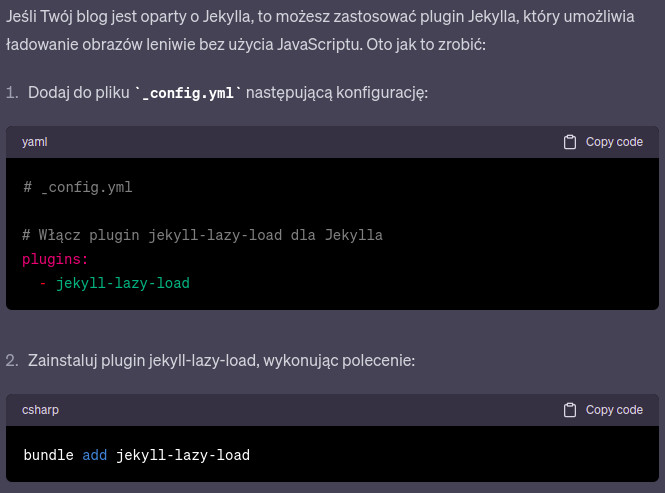 Jeśli Twój blog jest oparty o Jekylla, to możesz zastosować plugin Jekylla, który umożliwia
ładowanie obrazów leniwie bez użycia JavaScriptu. Oto jak to zrobić:
1. Dodaj do pliku `_config.yml` następującą konfigurację:
yaml Copy code
# _config.yml
# Włącz plugin jekyll-lazy-load dla Jekylla
plugins:
  - jekyll-lazy-load
2. Zainstaluj plugin jekyll-lazy-load, wykonując polecenie:
csharp Copy code
bundle add jekyll-lazy-load